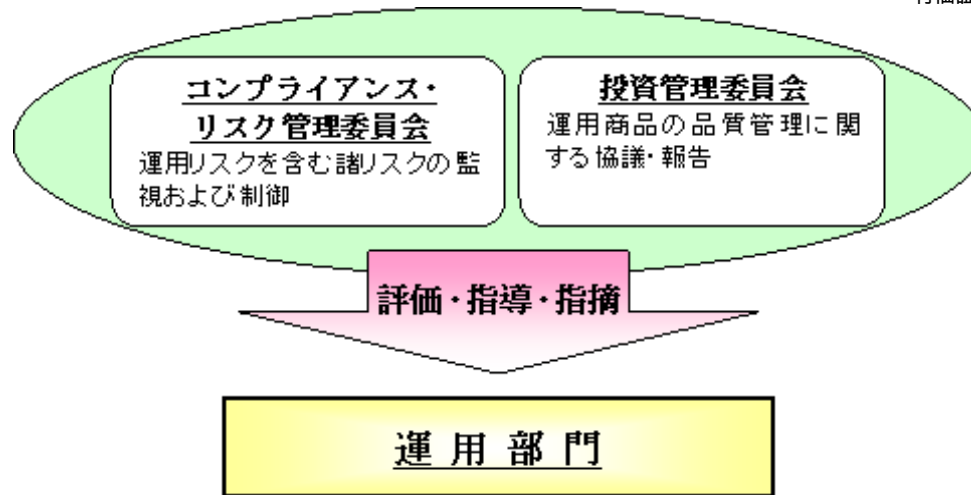 コンプライアンス・
リスク管理委員会
運用リスクを含む諸リスクの監
視および制御
投資管理委員会
運用商品の品質管理に関
する協議・報告
評価・指導・指摘
運用部門